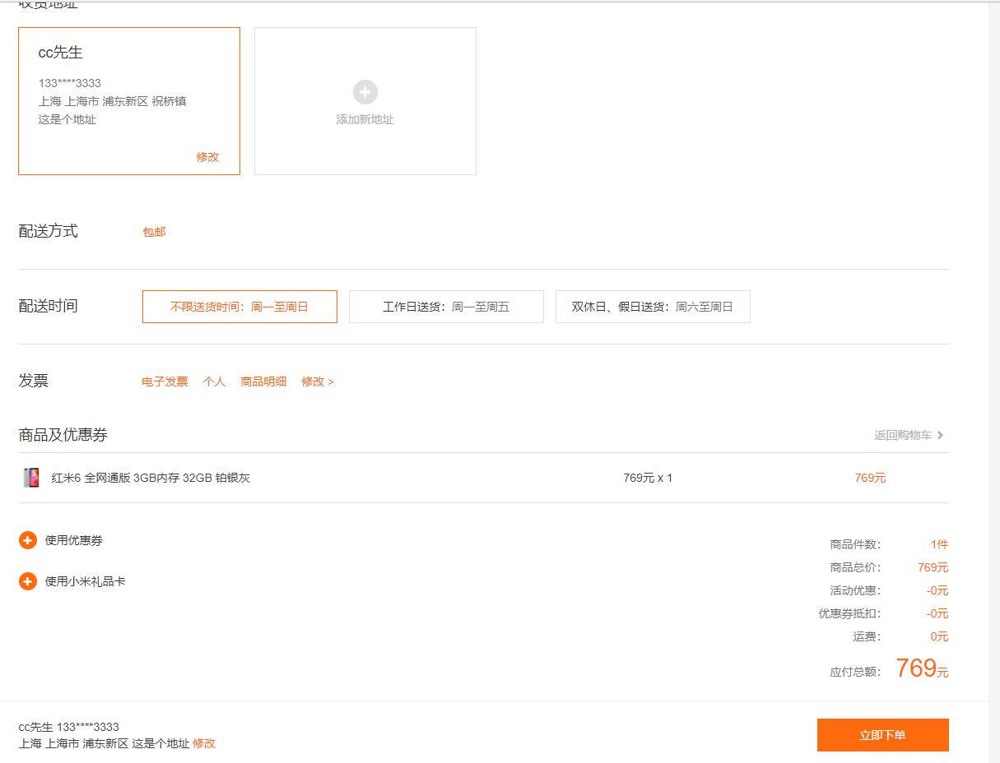 收货地址
cc先生
133****3333
上海 上海市 浦东新区 祝桥镇
这是个地址
修改
添加新地址
配送方式 包邮
配送时间 不限送货时间：周一至周日 工作日送货：周一至周五 双休日、假日送货：周六至周日
发票 电子发票 个人 商品明细 修改 >
商品及优惠券 返回购物车
红米6 全网通版 3GB内存 32GB 铂银灰 769元 x 1 769元
使用优惠券
使用小米礼品卡
商品件数： 1件
商品总价： 769元
活动优惠： -0元
优惠券抵扣： -0元
运费： 0元
应付总额： 769元
cc先生 133****3333
上海 上海市 浦东新区 这是个地址 修改
立即下单